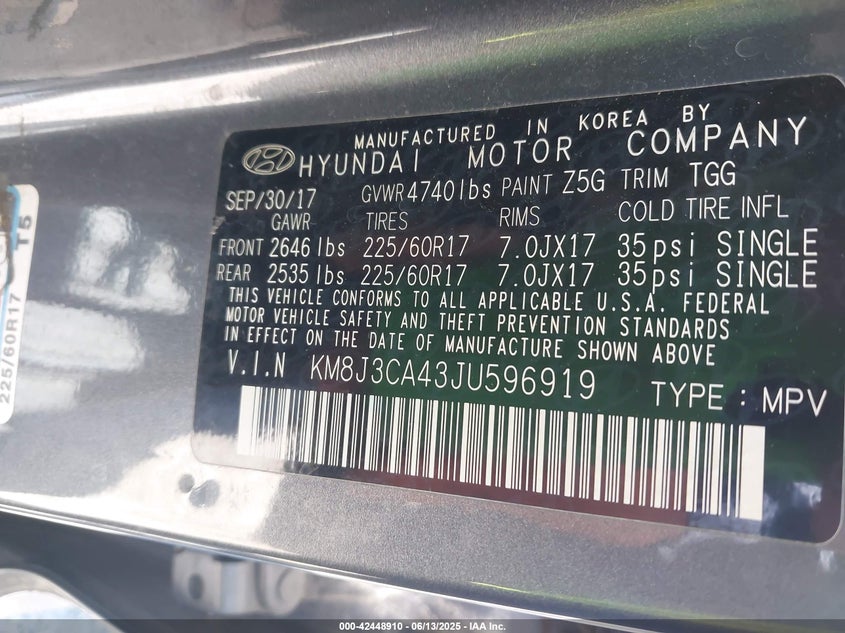 MANUFACTURED IN KOREA BY
HYUNDAI MOTOR COMPANY
SEP/30/17 GVWR 4740lbs PAINT Z5G TRIM TGG
GAWR TIRES RIMS COLD TIRE INFL
FRONT 2646 lbs 225/60R17 7.0JX17 35psi SINGLE
REAR 2535 lbs 225/60R17 7.0JX17 35psi SINGLE
THIS VEHICLE CONFORMS TO ALL APPLICABLE U.S.A. FEDERAL
MOTOR VEHICLE SAFETY AND THEFT PREVENTION STANDARDS
IN EFFECT ON THE DATE OF MANUFACTURE SHOWN ABOVE
V.I.N KM8J3CA43JU596919 TYPE : MPV
225/60R17 T5
000-42448910 - 06/13/2025 - IAA Inc.